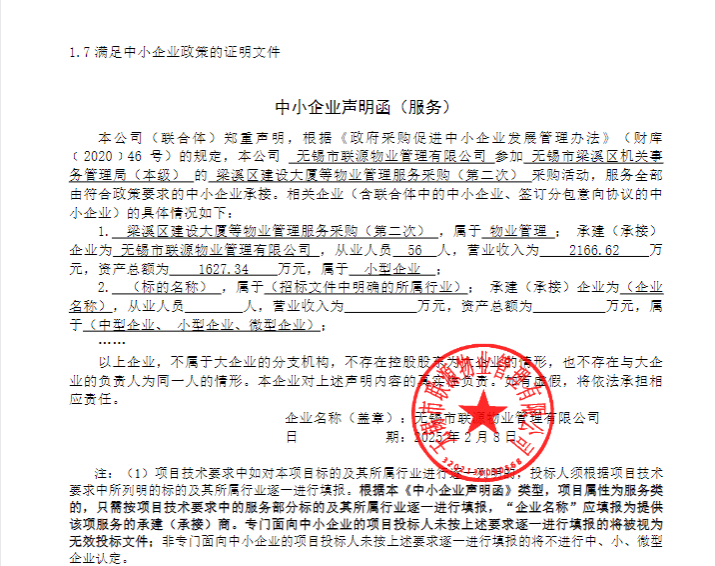 1.7 满足中小企业政策的证明文件
中小企业声明函（服务）
本公司（联合体）郑重声明，根据《政府采购促进中小企业发展管理办法》（财库
﹝2020﹞46 号）的规定，本公司 无锡市联源物业管理有限公司 参加 无锡市梁溪区机关事
务管理局（本级） 的 梁溪区建设大厦等物业管理服务采购（第二次） 采购活动，服务全部
由符合政策要求的中小企业承接。相关企业（含联合体中的中小企业、签订分包意向协议的中
小企业）的具体情况如下：
1. 梁溪区建设大厦等物业管理服务采购（第二次） ，属于 物业管理 ； 承建（承接）
企业为 无锡市联源物业管理有限公司 ，从业人员 56 人，营业收入为 2166.62 万
元，资产总额为 1627.34 万元，属于 小型企业 ；
2. （标的名称） ，属于（招标文件中明确的所属行业）； 承建（承接）企业为（企业
名称），从业人员______人，营业收入为________万元，资产总额为________万元，属
于（中型企业、 小型企业、微型企业）；
……
以上企业，不属于大企业的分支机构，不存在控股股东为大企业的情形，也不存在与大企
业的负责人为同一人的情形。本企业对上述声明内容的真实性负责。如有虚假，将依法承担相
应责任。
企业名称（盖章）：无锡市联源物业管理有限公司
日 期：2025 年 2 月 8 日
无锡市联源物业管理有限公司
注：（1）项目技术要求中如对本项目标的及其所属行业进行逐一列明的，投标人须根据项目技术
要求中所列明的标的及其所属行业逐一进行填报。根据本《中小企业声明函》类型，项目属性为服务类
的，只需按项目技术要求中的服务部分标的及其所属行业逐一进行填报，“企业名称”应填报为提供
该项服务的承建（承接）商。专门面向中小企业的项目投标人未按上述要求逐一进行填报的将被视为
无效投标文件；非专门面向中小企业的项目投标人未按上述要求逐一进行填报的将不进行中、小、微型
企业认定。